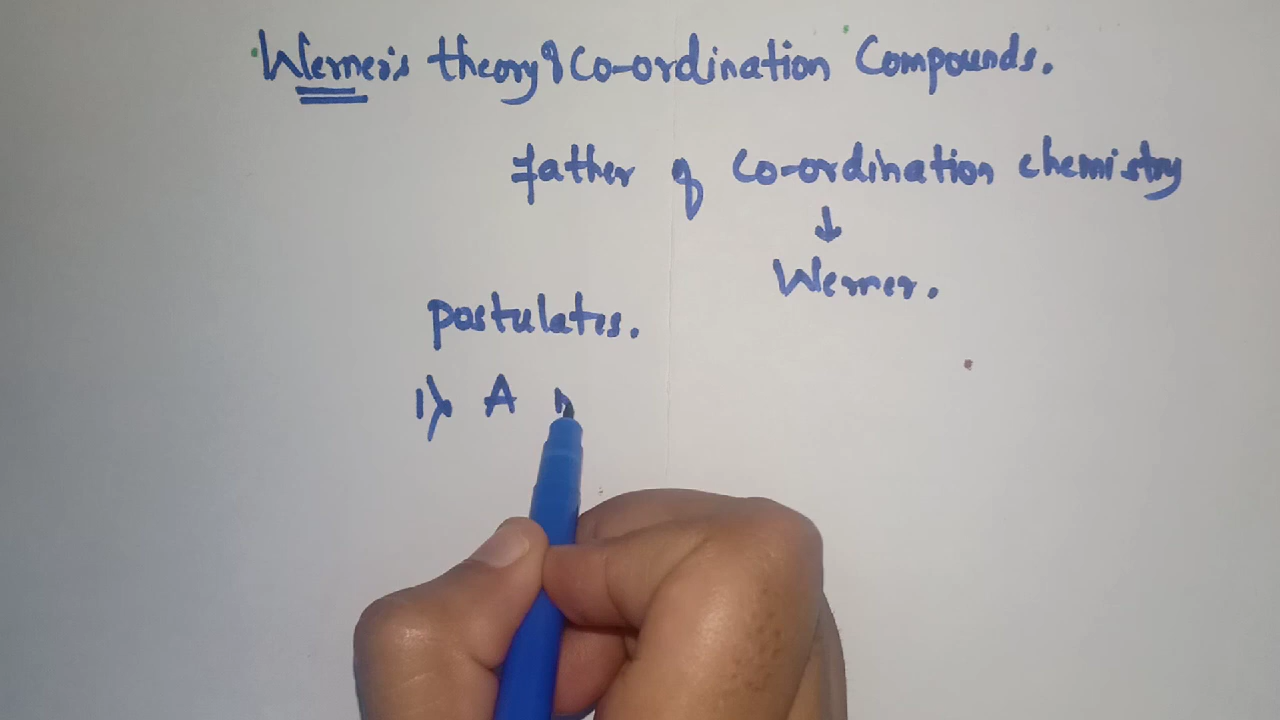 Werner's theory of Co-ordination Compounds.
father of Co-ordination chemistry
↓
Werner.
postulates.
1) A